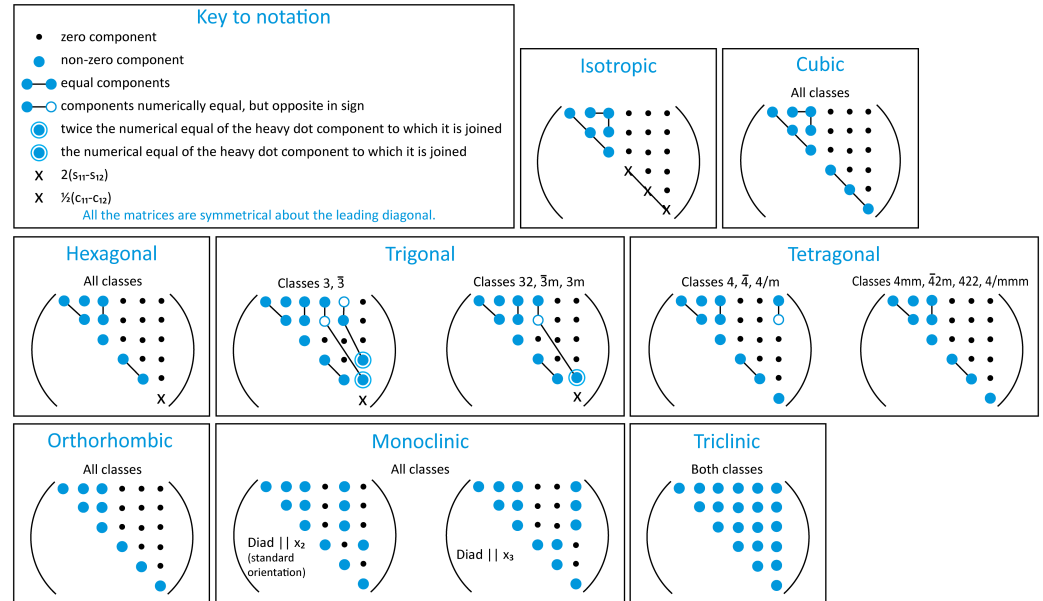 Key to notation
zero component
non-zero component
equal components
components numerically equal, but opposite in sign
twice the numerical equal of the heavy dot component to which it is joined
the numerical equal of the heavy dot component to which it is joined
x 2(s₁₁-s₁₂)
x ½(c₁₁-c₁₂)
All the matrices are symmetrical about the leading diagonal.
Isotropic
x
x
x
Cubic
All classes
Hexagonal
All classes
x
Trigonal
Classes 3, 3̅
x
Classes 32, 3̅m, 3m
x
Tetragonal
Classes 4, 4̅, 4/m
Classes 4mm, 4̅2m, 422, 4/mmm
Orthorhombic
All classes
Monoclinic
All classes
Diad || x₂
(standard
orientation)
Diad || x₃
Triclinic
Both classes